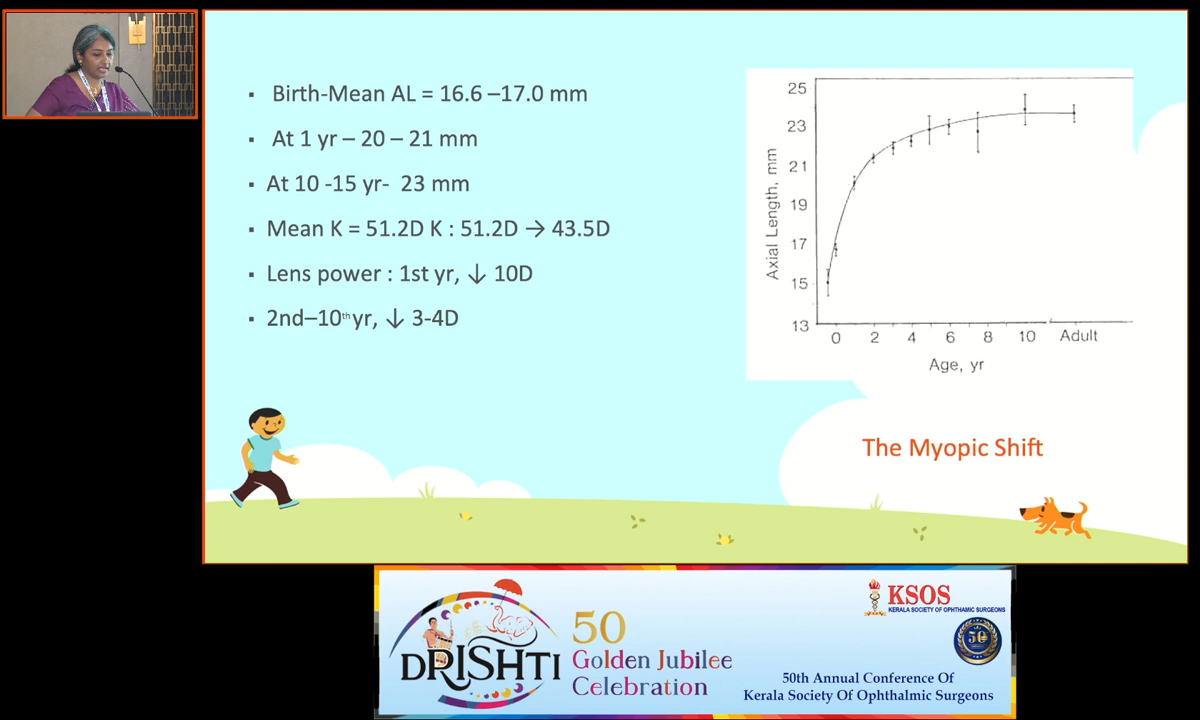 Birth-Mean AL = 16.6 –17.0 mm
At 1 yr – 20 – 21 mm
At 10 -15 yr- 23 mm
Mean K = 51.2D K : 51.2D → 43.5D
Lens power : 1st yr, ↓ 10D
2nd–10th yr, ↓ 3-4D
25
23
21
19
17
15
13
Axial Length, mm
0 2 4 6 8 10 Adult
Age, yr
The Myopic Shift
DRISHTI
50
Golden Jubilee
Celebration
KSOS
KERALA SOCIETY OF OPHTHAMIC SURGEONS
50
50th Annual Conference Of
Kerala Society Of Ophthalmic Surgeons